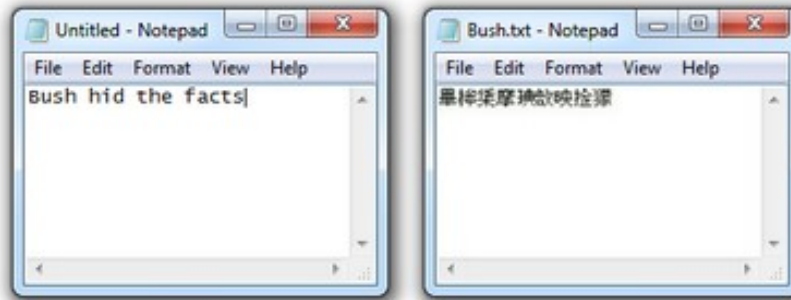 Untitled - Notepad
File Edit Format View Help
Bush hid the facts
Bush.txt - Notepad
File Edit Format View Help
畂桳栠摩琠敨映捡獴